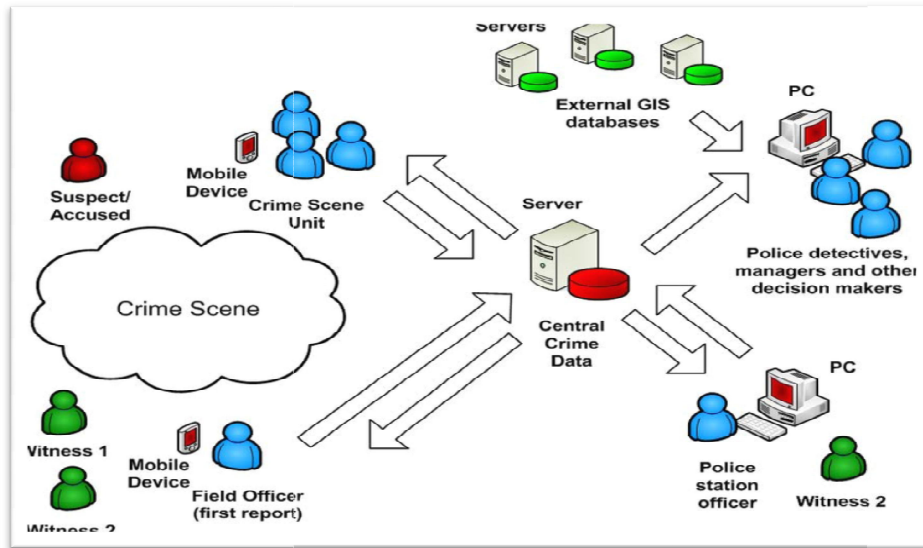 Servers
External GIS
databases
PC
Mobile
Device
Crime Scene
Unit
Suspect/
Accused
Server
Police detectives,
managers and other
decision makers
Crime Scene
Central
Crime
Data
PC
Witness 1
Mobile
Device
Field Officer
(first report)
Police
station
officer
Witness 2
Witness 2